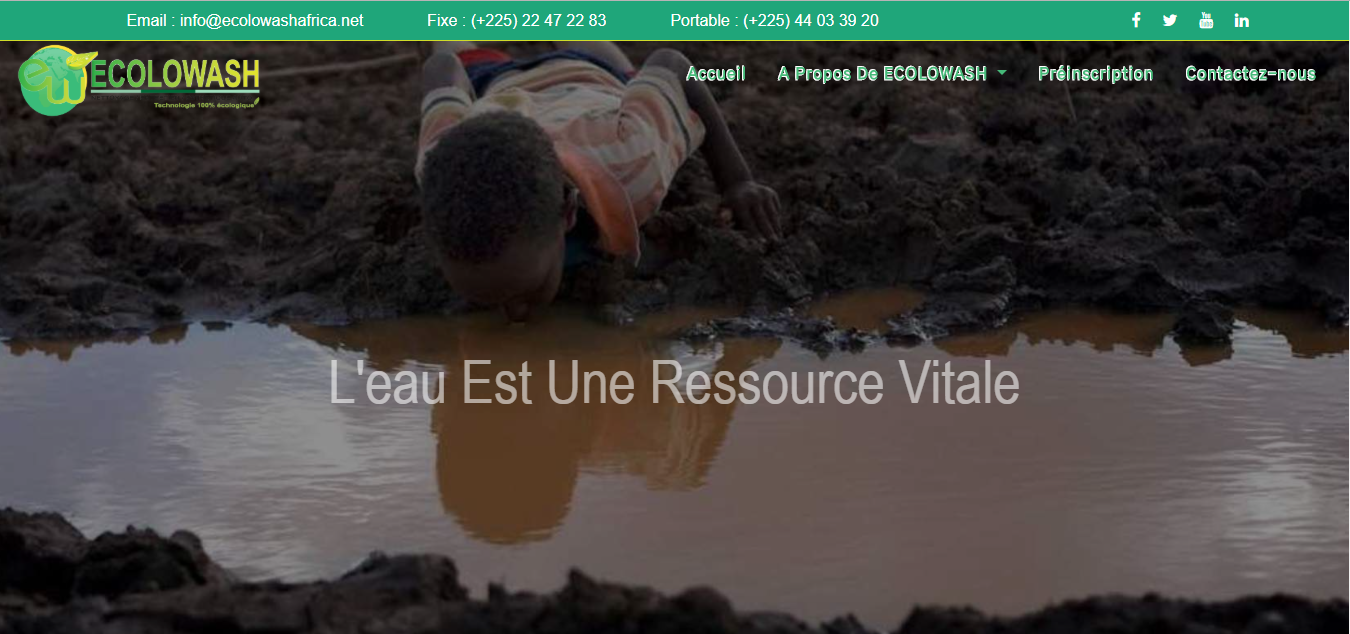 Email : info@ecolowashafrica.net Fixe : (+225) 22 47 22 83 Portable : (+225) 44 03 39 20
ECOLOWASH
Technologie 100% écologique
Accueil A Propos De ECOLOWASH Préinscription Contactez-nous
L'eau Est Une Ressource Vitale